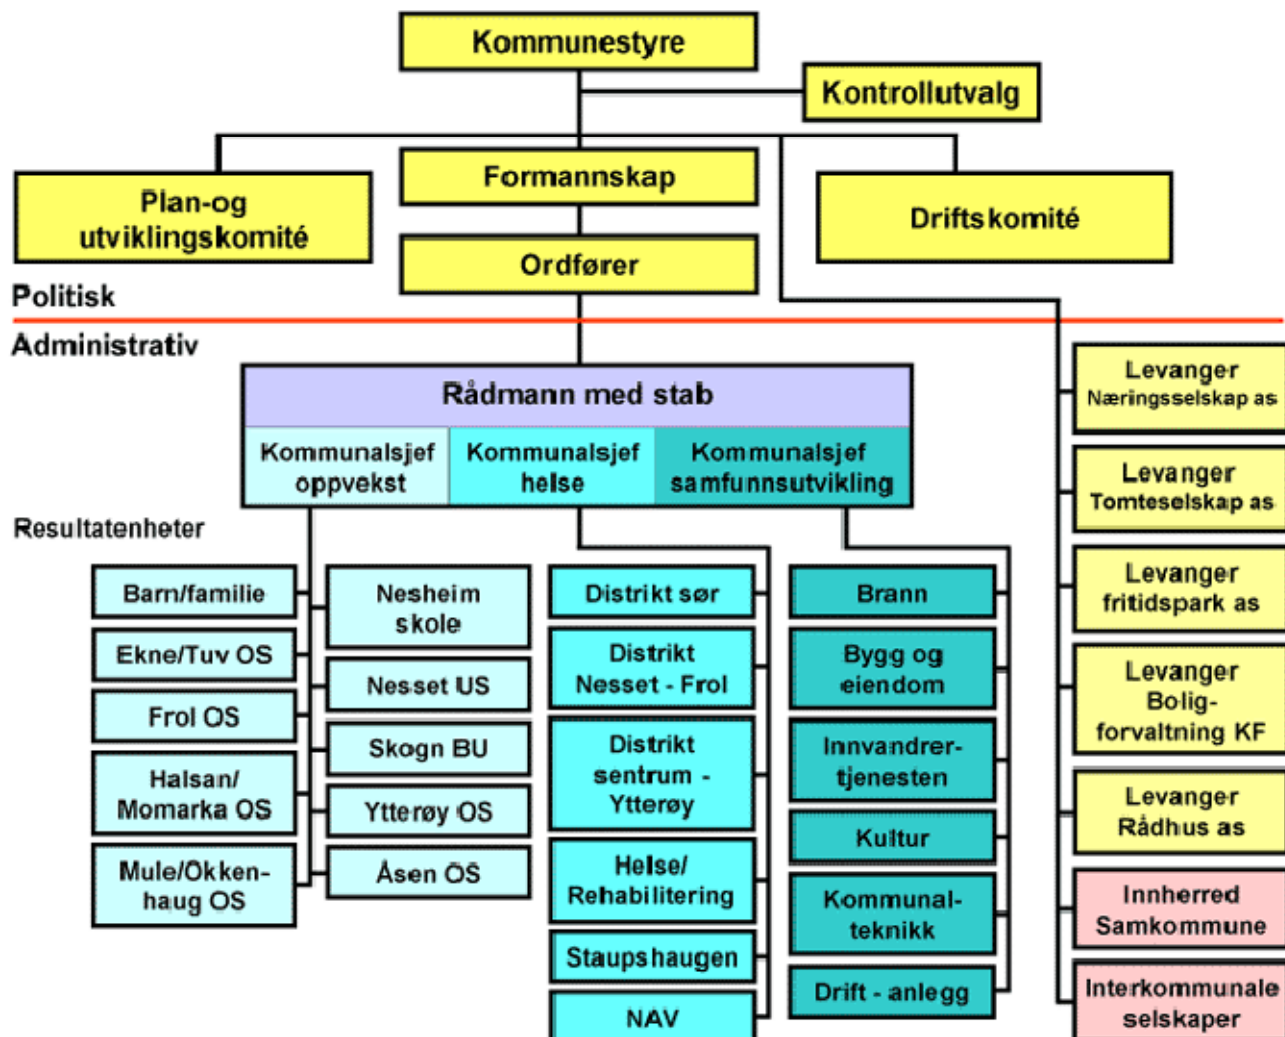 Kommunestyre
Kontrollutvalg
Plan-og
utviklingskomité
Formannskap
Driftskomité
Ordfører
Politisk
Administrativ
Rådmann med stab
Kommunalsjef
oppvekst
Kommunalsjef
helse
Kommunalsjef
samfunnsutvikling
Resultatenheter
Barn/familie
Ekne/Tuv OS
Frol OS
Halsan/
Momarka OS
Mule/Okken-
haug OS
Nesheim
skole
Nesset US
Skogn BU
Ytterøy OS
Åsen OS
Distrikt sør
Distrikt
Nesset - Frol
Distrikt
sentrum -
Ytterøy
Helse/
Rehabilitering
Staupshaugen
NAV
Brann
Bygg og
eiendom
Innvandrer-
tjenesten
Kultur
Kommunal-
teknikk
Drift - anlegg
Levanger
Næringsselskap as
Levanger
Tomteselskap as
Levanger
fritidspark as
Levanger
Bolig-
forvaltning KF
Levanger
Rådhus as
Innherred
Samkommune
Interkommunale
selskaper